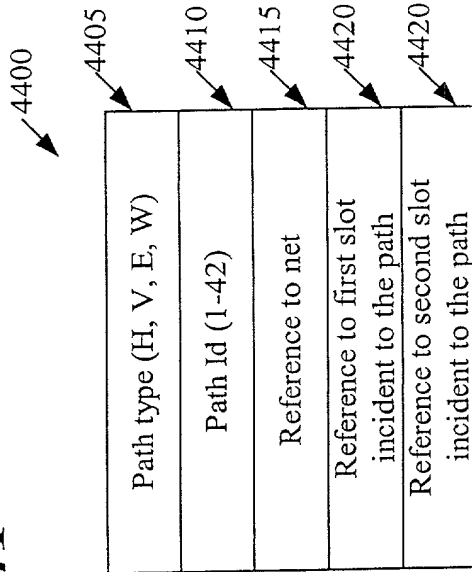 4400
4405
Path type (H, V, E, W)
4410
Path Id (1-42)
4415
Reference to net
4420
Reference to first slot
incident to the path
4420
Reference to second slot
incident to the path